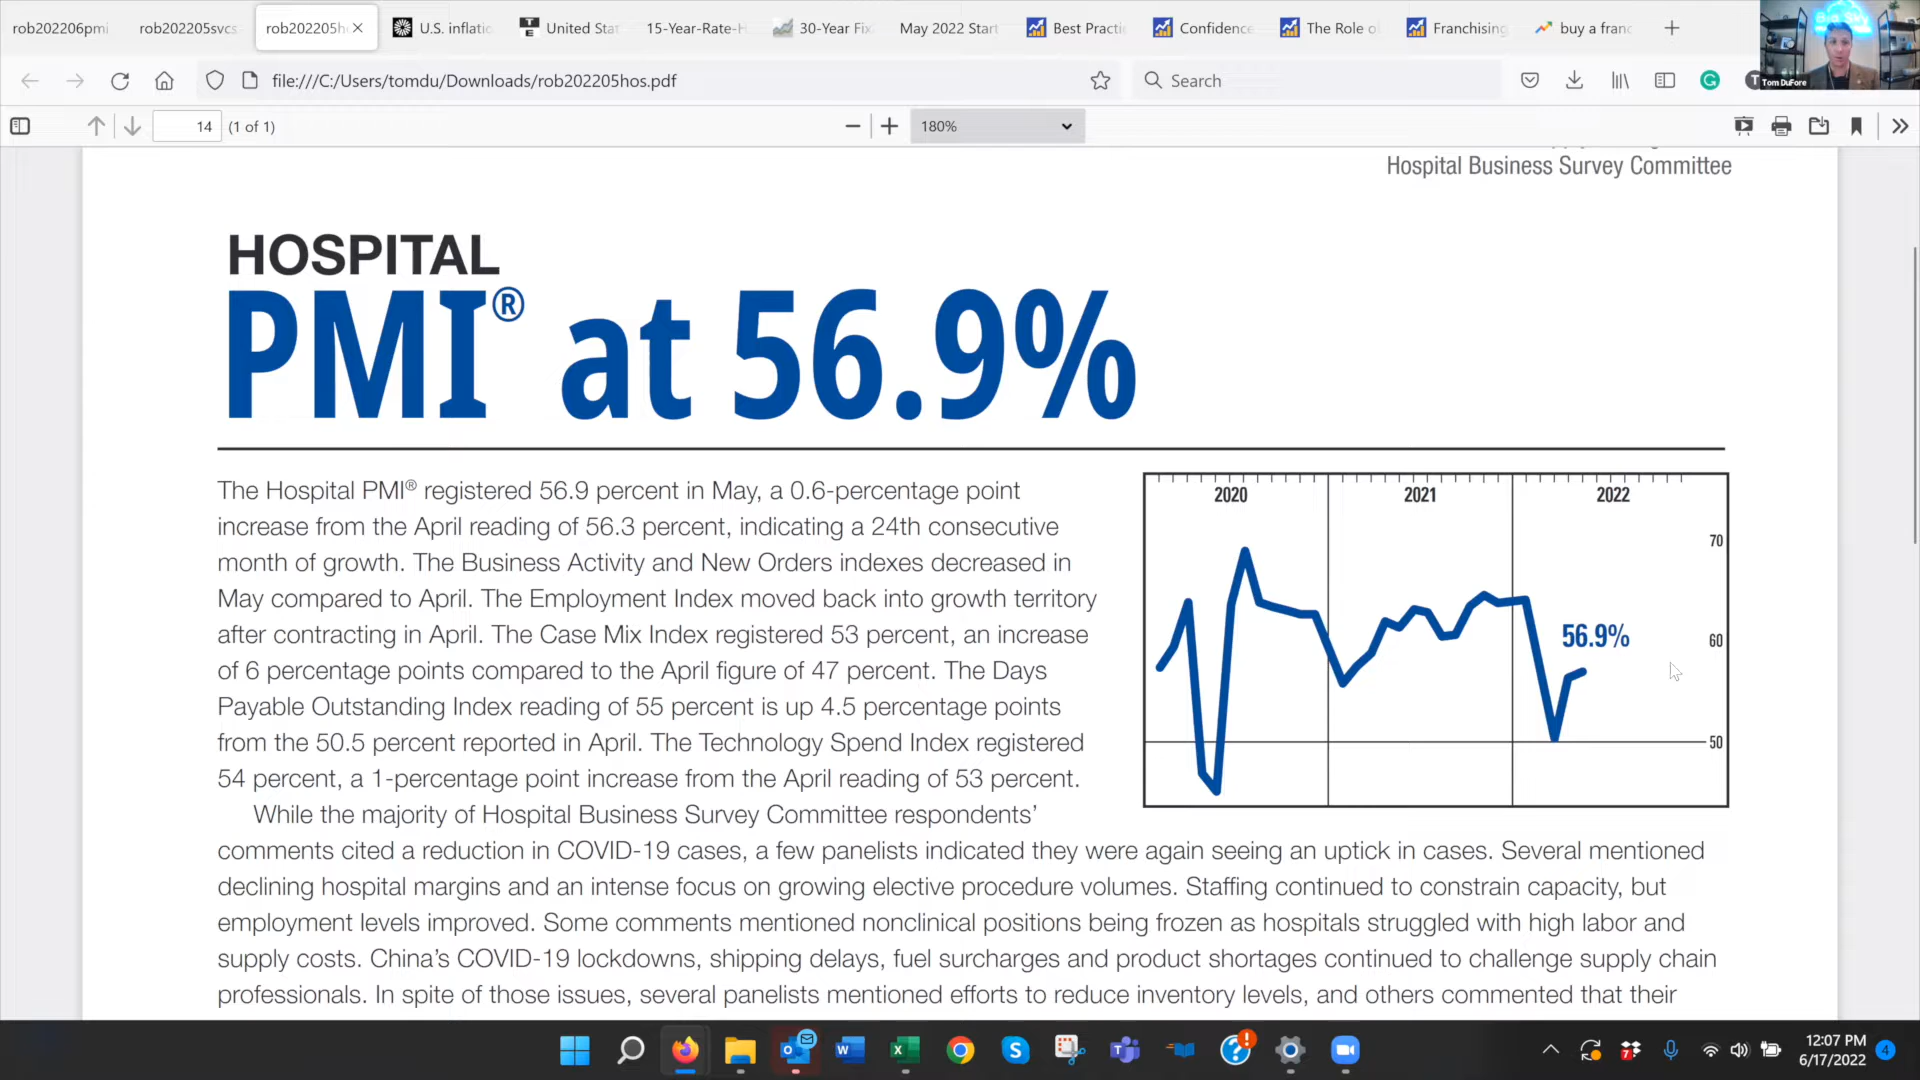 rob202206pmi
rob202205svcs
rob202205h
U.S. inflatio
United Stat
15-Year-Rate-H
30-Year Fix
May 2022 Start
Best Practi
Confidence
The Role o
Franchising
buy a franc
file:///C:/Users/tomdu/Downloads/rob202205hos.pdf
Search
Tom DuFore
14 (1 of 1)
180%
Hospital Business Survey Committee
HOSPITAL
PMI® at 56.9%
The Hospital PMI® registered 56.9 percent in May, a 0.6-percentage point
increase from the April reading of 56.3 percent, indicating a 24th consecutive
month of growth. The Business Activity and New Orders indexes decreased in
May compared to April. The Employment Index moved back into growth territory
after contracting in April. The Case Mix Index registered 53 percent, an increase
of 6 percentage points compared to the April figure of 47 percent. The Days
Payable Outstanding Index reading of 55 percent is up 4.5 percentage points
from the 50.5 percent reported in April. The Technology Spend Index registered
54 percent, a 1-percentage point increase from the April reading of 53 percent.
While the majority of Hospital Business Survey Committee respondents'
comments cited a reduction in COVID-19 cases, a few panelists indicated they were again seeing an uptick in cases. Several mentioned
declining hospital margins and an intense focus on growing elective procedure volumes. Staffing continued to constrain capacity, but
employment levels improved. Some comments mentioned nonclinical positions being frozen as hospitals struggled with high labor and
supply costs. China's COVID-19 lockdowns, shipping delays, fuel surcharges and product shortages continued to challenge supply chain
professionals. In spite of those issues, several panelists mentioned efforts to reduce inventory levels, and others commented that their
2020 2021 2022
70
60
50
56.9%
12:07 PM
6/17/2022
4